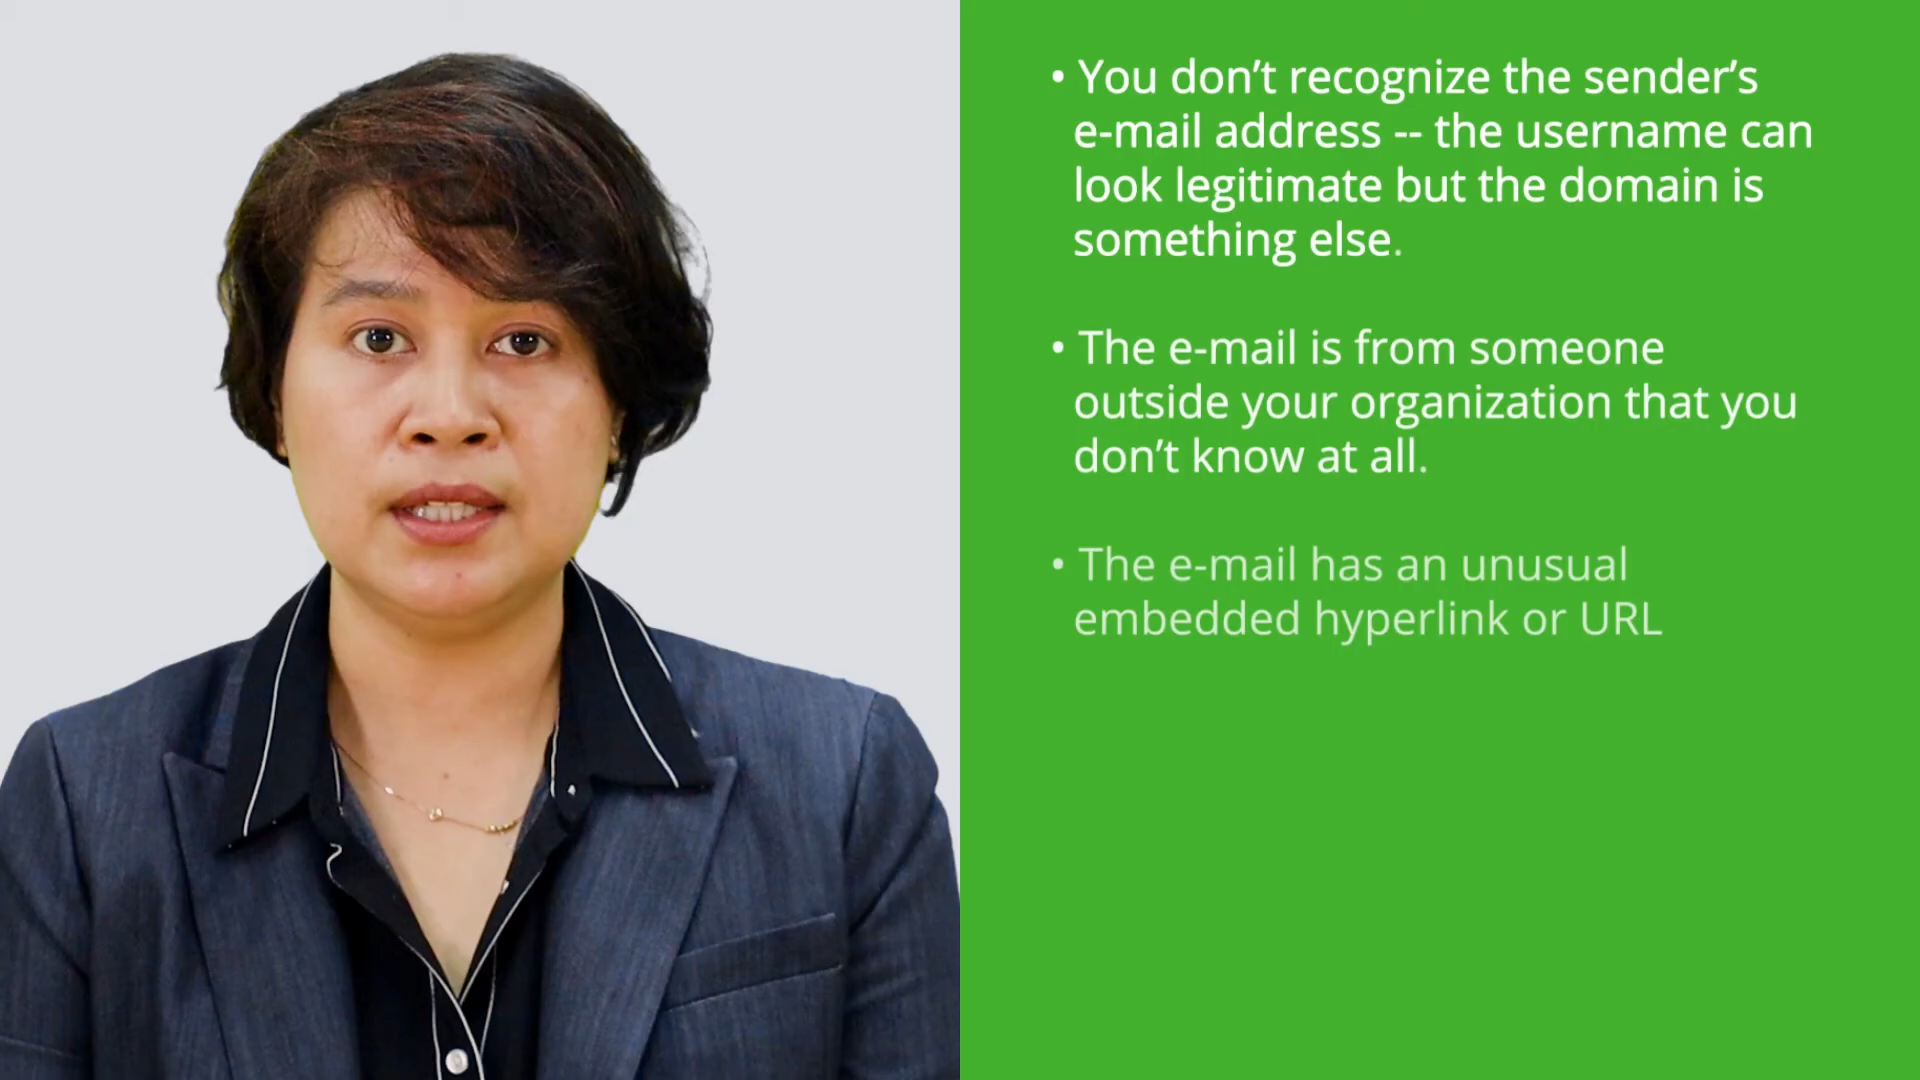 • You don’t recognize the sender’s
e-mail address -- the username can
look legitimate but the domain is
something else.
• The e-mail is from someone
outside your organization that you
don’t know at all.
• The e-mail has an unusual
embedded hyperlink or URL